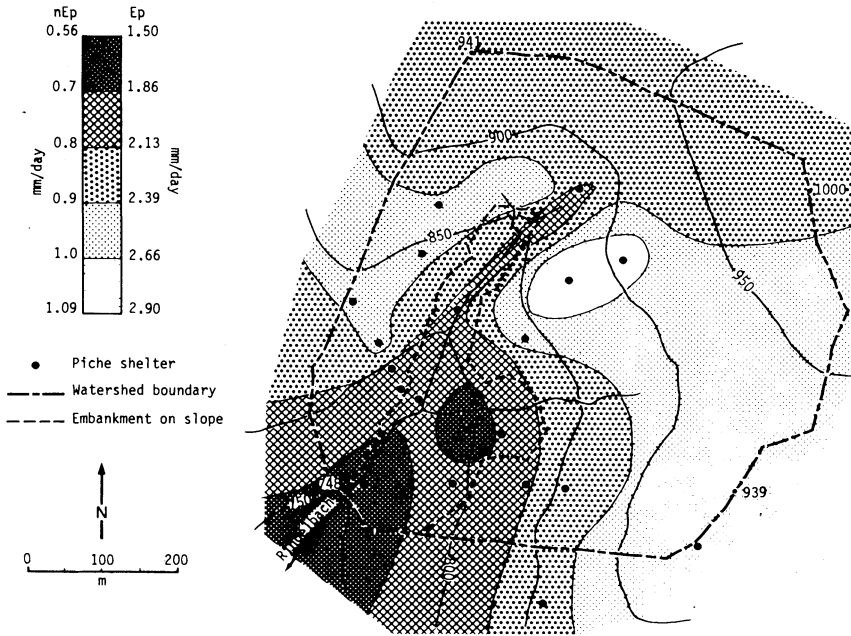 nEp Ep
0.56 1.50
0.7 1.86
0.8 2.13
0.9 2.39
1.0 2.66
1.09 2.90
mm/day
mm/day
Piche shelter
Watershed boundary
Embankment on slope
N
0 100 200
m
941
900
1000
850
950
939